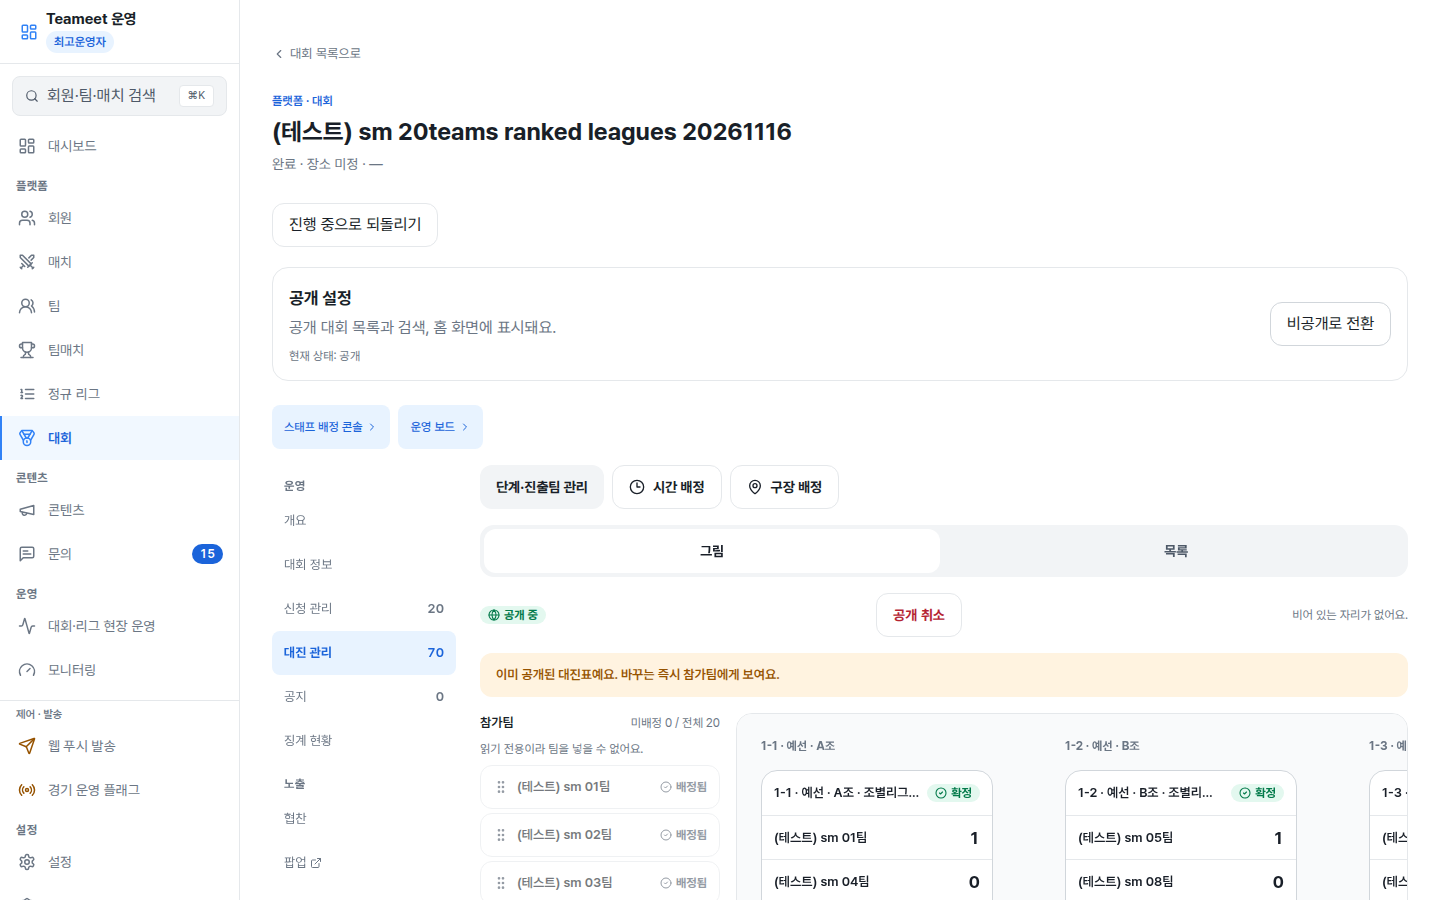 Teameet 운영
최고운영자
회원·팀·매치 검색 ⌘K
대시보드
플랫폼
회원
매치
팀
팀매치
정규 리그
대회
콘텐츠
콘텐츠
문의 15
운영
대회·리그 현장 운영
모니터링
제어 · 발송
웹 푸시 발송
경기 운영 플래그
설정
설정
대회 목록으로
플랫폼 · 대회
(테스트) sm 20teams ranked leagues 20261116
완료 · 장소 미정 · —
진행 중으로 되돌리기
공개 설정
공개 대회 목록과 검색, 홈 화면에 표시돼요.
현재 상태: 공개
비공개로 전환
스태프 배정 콘솔
운영 보드
운영
개요
대회 정보
신청 관리 20
대진 관리 70
공지 0
징계 현황
노출
협찬
팝업
단계·진출팀 관리
시간 배정
구장 배정
그림
목록
공개 중
공개 취소
비어 있는 자리가 없어요.
이미 공개된 대진표예요. 바꾸는 즉시 참가팀에게 보여요.
참가팀
미배정 0 / 전체 20
읽기 전용이라 팀을 넣을 수 없어요.
(테스트) sm 01팀 배정됨
(테스트) sm 02팀 배정됨
(테스트) sm 03팀 배정됨
1-1 · 예선 · A조
1-1 · 예선 · A조 · 조별리그... 확정
(테스트) sm 01팀 1
(테스트) sm 04팀 0
1-2 · 예선 · B조
1-2 · 예선 · B조 · 조별리... 확정
(테스트) sm 05팀 1
(테스트) sm 08팀 0
1-3 · 예
1-3 ·
(테스
(테스